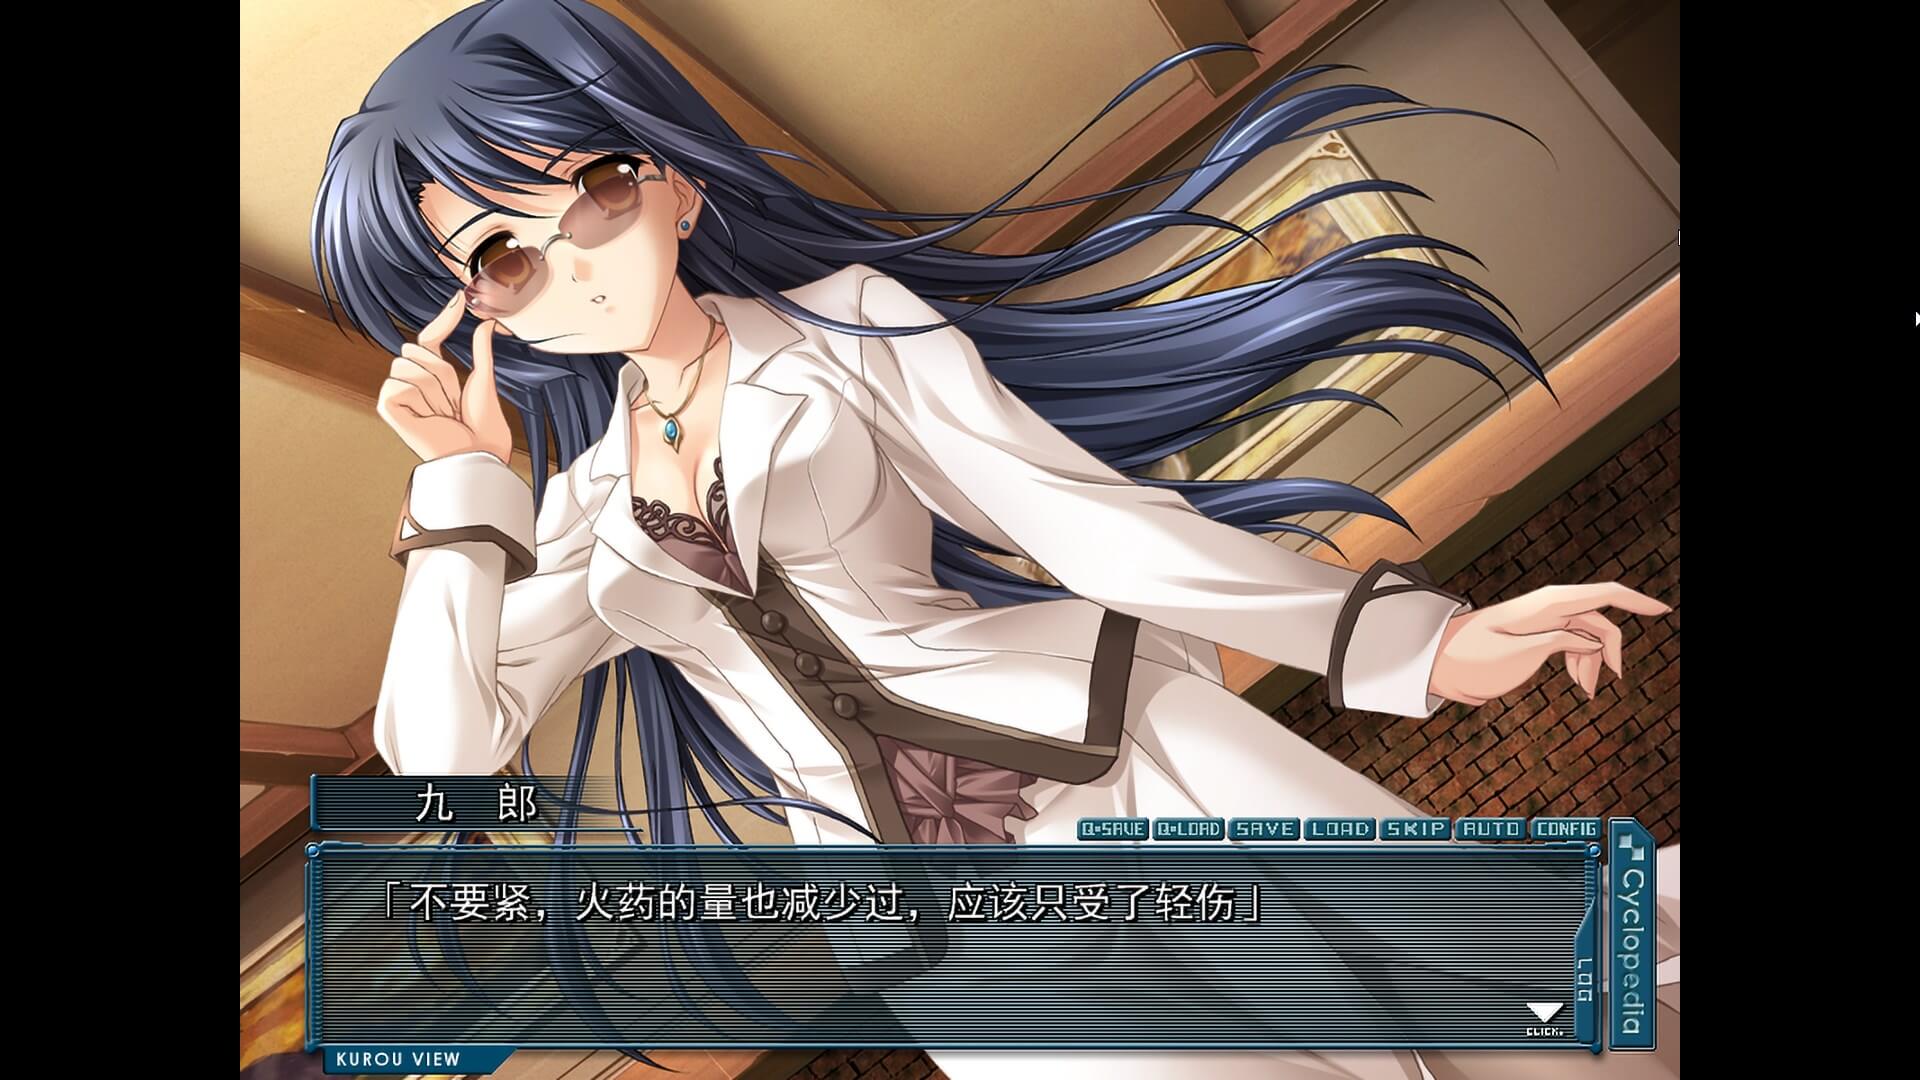 九　郎
Q-SAVE Q-LOAD SAVE LOAD SKIP AUTO CONFIG
「不要紧，火药的量也减少过，应该只受了轻伤」
Cyclopedia
LOG
CLICK.
KUROU VIEW